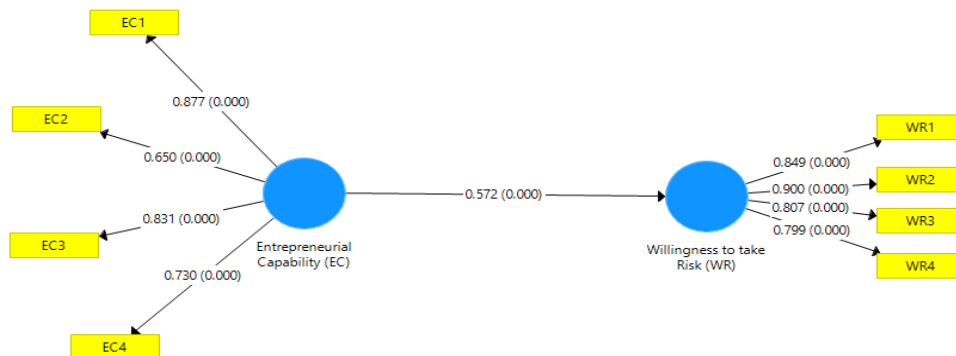 EC1
0.877 (0.000)
EC2
0.650 (0.000)
WR1
0.849 (0.000)
0.900 (0.000)
WR2
0.572 (0.000)
0.807 (0.000)
0.831 (0.000)
WR3
0.799 (0.000)
EC3
Entrepreneurial
Capability (EC)
Willingness to take
Risk (WR)
WR4
0.730 (0.000)
EC4